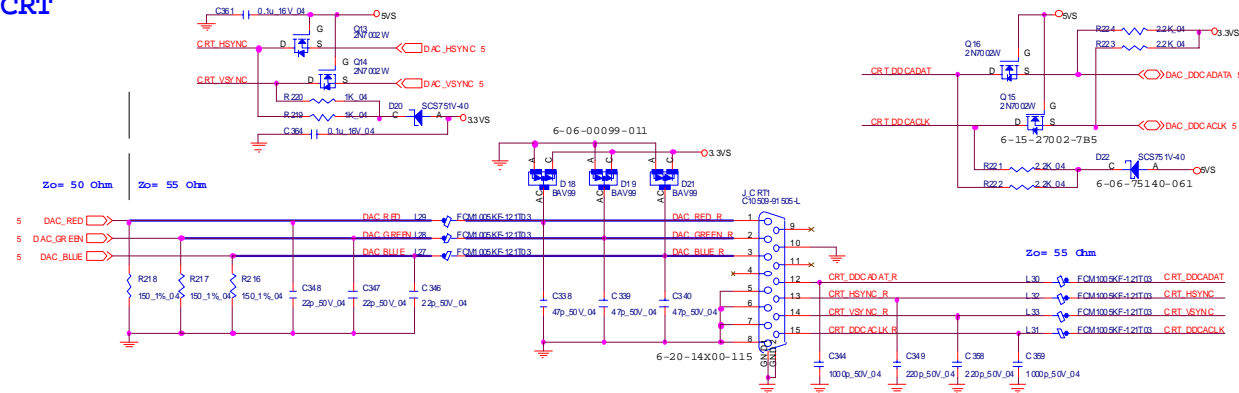 CRT
C361 0.1u_16V_04
5VS
Q13
2N7002W
G
D S
CRT_HSYNC
DAC_HSYNC 5
Q14
2N7002W
G
D S
CRT_VSYNC
DAC_VSYNC 5
R220 1K_04
R219 1K_04
D20 SCS751V-40
C A
3.3VS
C364 0.1u_16V_04
5VS
R224 2.2K_04
R223 2.2K_04
3.3VS
Q16
2N7002W
G
D S
CRT_DDCADAT
DAC_DDCADATA 5
Q15
2N7002W
G
D S
CRT_DDCACLK
DAC_DDCACLK 5
6-15-27002-7B5
R221 2.2K_04
R222 2.2K_04
D22 SCS751V-40
C A
5VS
6-06-75140-061
6-06-00099-011
3.3VS
A C A C A C
D18 D19 D21
BAV99 BAV99 BAV99
AC AC AC
Zo= 50 Ohm Zo= 55 Ohm
5 DAC_RED DAC_RED L29 FCM1005KF-121T03 DAC_RED_R
5 DAC_GREEN DAC_GREEN L28 FCM1005KF-121T03 DAC_GREEN_R
5 DAC_BLUE DAC_BLUE L27 FCM1005KF-121T03 DAC_BLUE_R
R218 R217 R216
150_1%_04 150_1%_04 150_1%_04
C348 C347 C346
22p_50V_04 22p_50V_04 22p_50V_04
C338 C339 C340
47p_50V_04 47p_50V_04 47p_50V_04
J_CRT1
C10509-91505-L
1
9
2
10
3
11
4
12
5
13
6
14
7
15
8
GND1
GND2
6-20-14X00-115
Zo= 55 Ohm
CRT_DDCADAT_R L30 FCM1005KF-121T03 CRT_DDCADAT
CRT_HSYNC_R L32 FCM1005KF-121T03 CRT_HSYNC
CRT_VSYNC_R L33 FCM1005KF-121T03 CRT_VSYNC
CRT_DDCACLK_R L31 FCM1005KF-121T03 CRT_DDCACLK
C344 C349 C358 C359
1000p_50V_04 220p_50V_04 220p_50V_04 1000p_50V_04